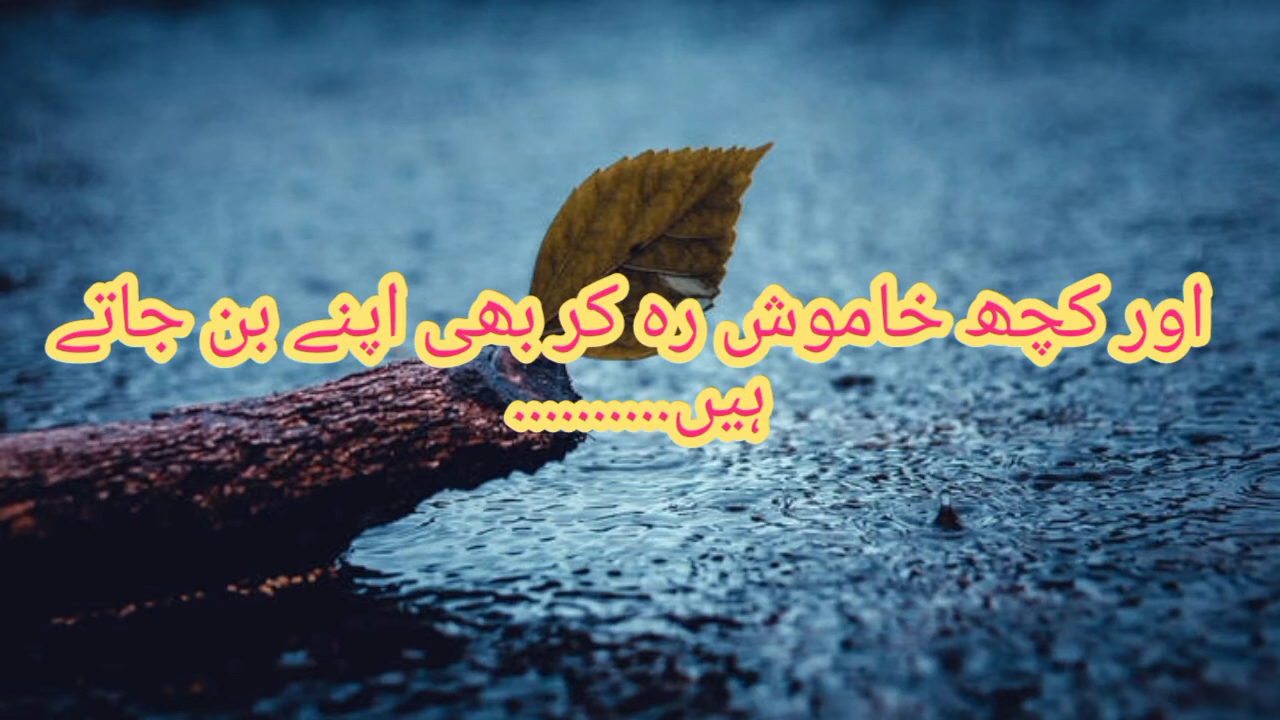 اور کچھ خاموش رہ کر بھی اپنے بن جاتے
ہیں..........